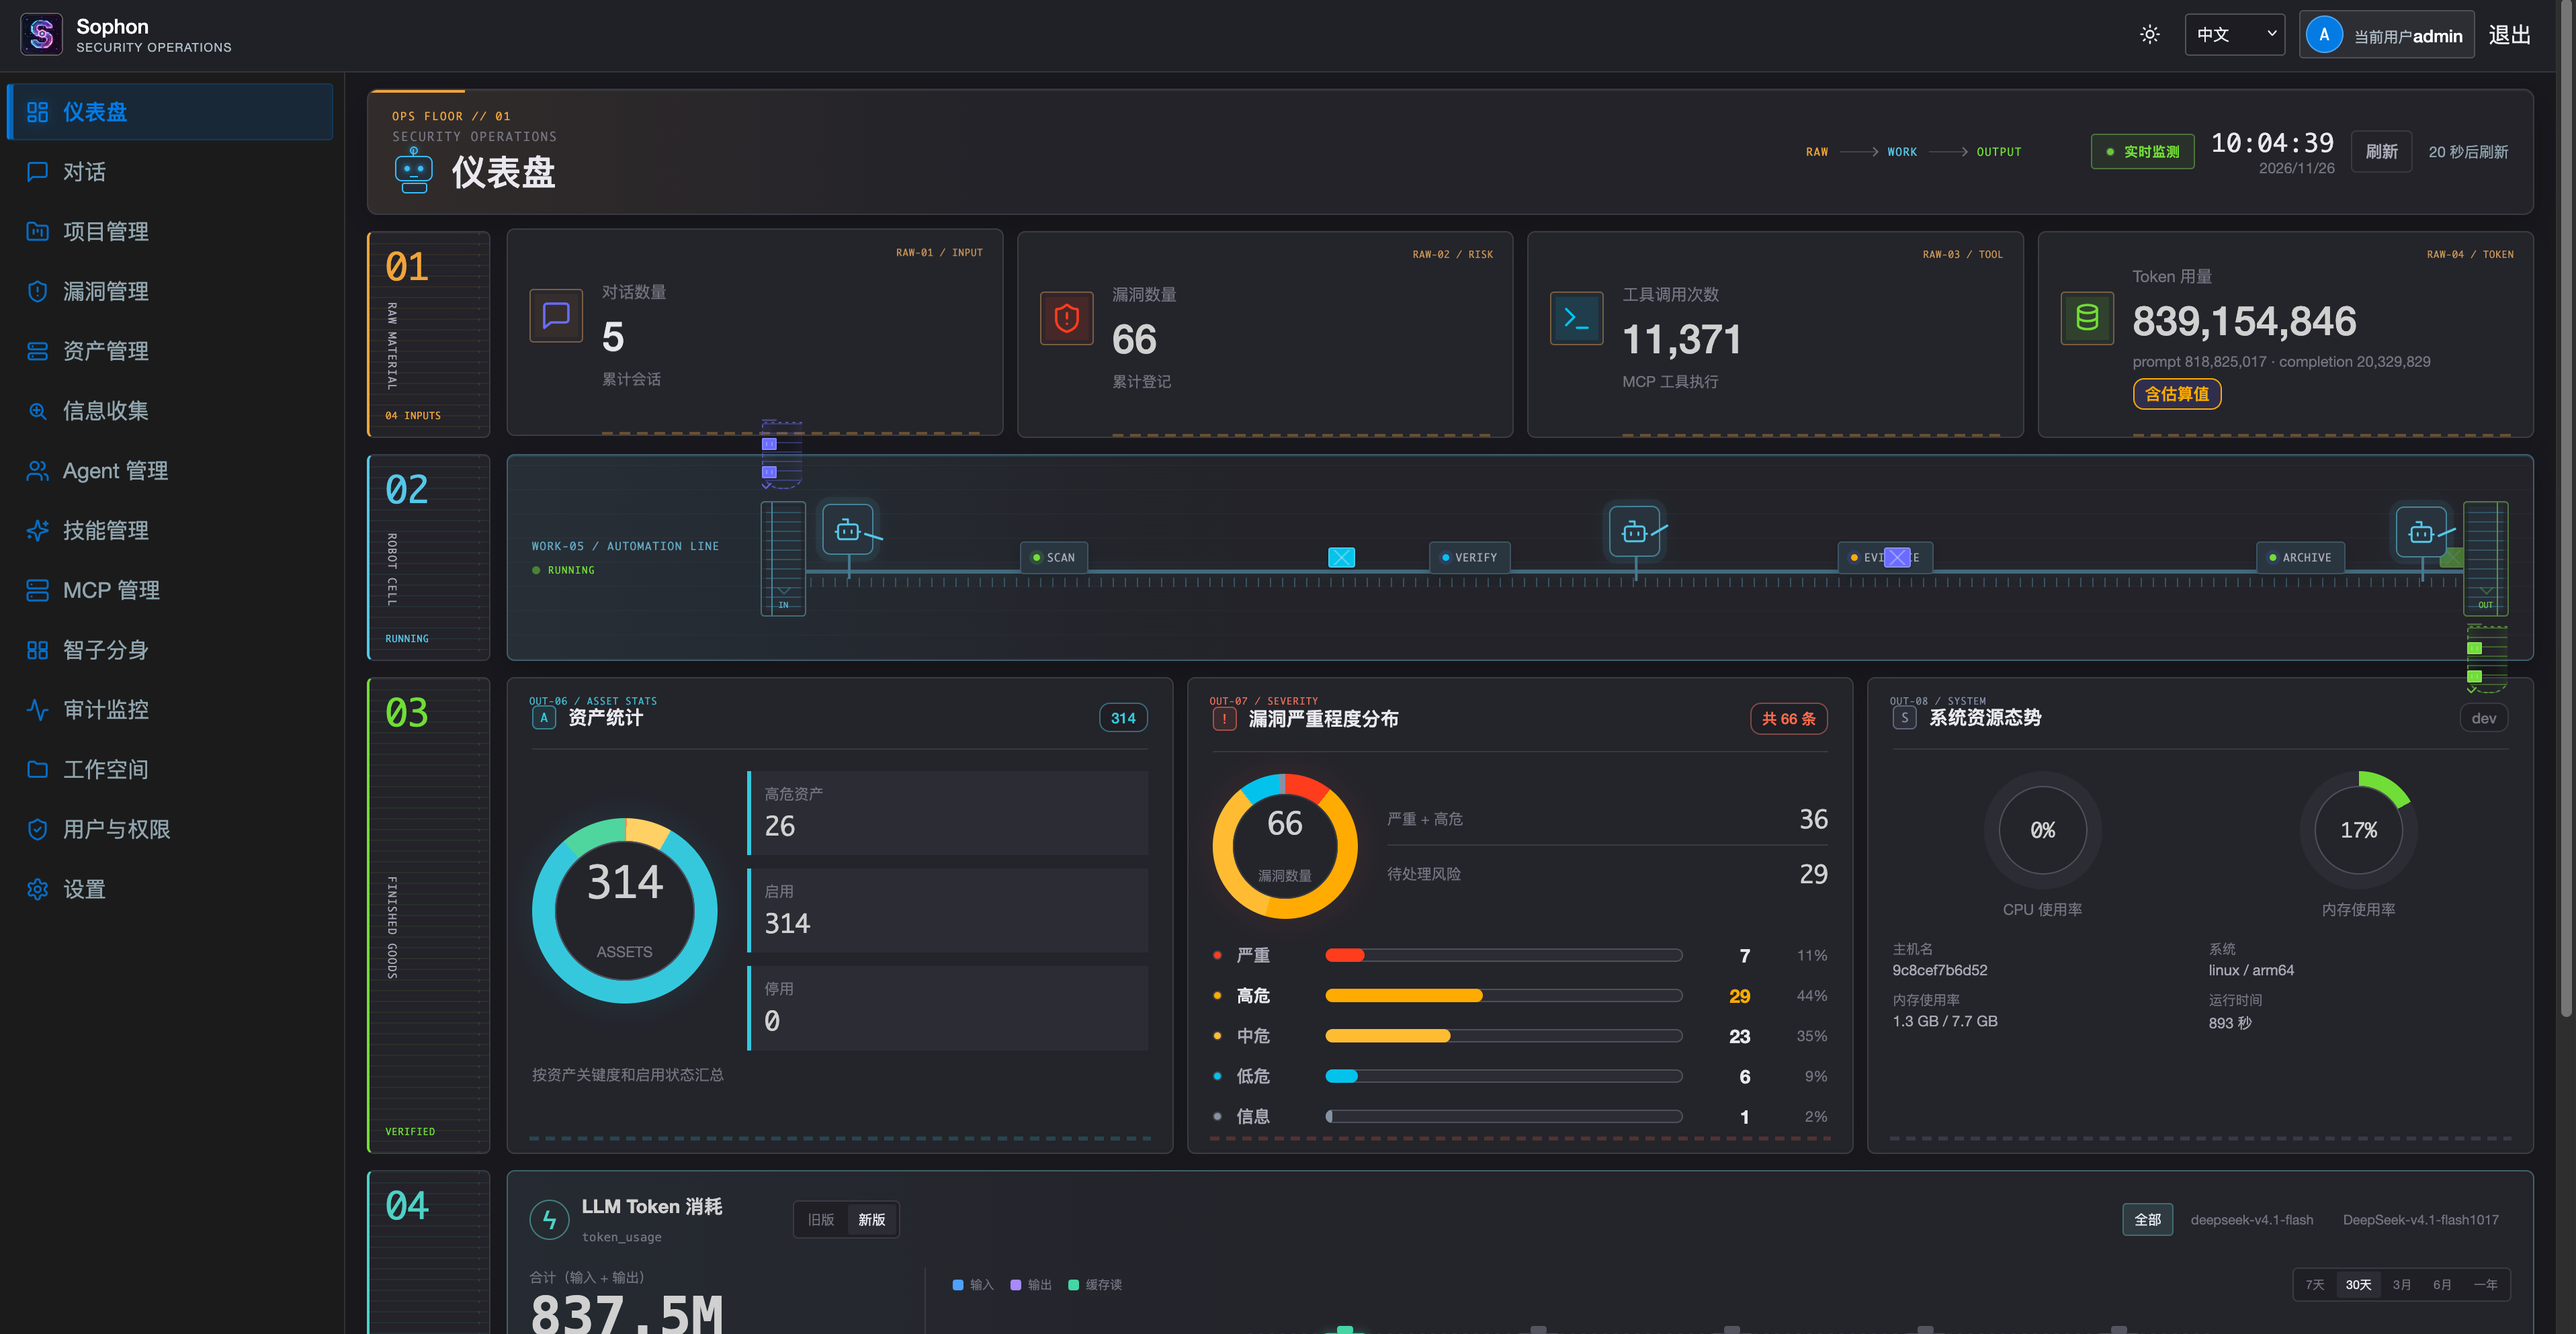 Sophon
SECURITY OPERATIONS
中文
A
当前用户admin
退出
仪表盘
对话
项目管理
漏洞管理
资产管理
信息收集
Agent 管理
技能管理
MCP 管理
智子分身
审计监控
工作空间
用户与权限
设置
OPS FLOOR // 01
SECURITY OPERATIONS
仪表盘
RAW
WORK
OUTPUT
实时监测
10:04:39
2026/11/26
刷新
20 秒后刷新
01
RAW MATERIAL
04 INPUTS
RAW-01 / INPUT
对话数量
5
累计会话
RAW-02 / RISK
漏洞数量
66
累计登记
RAW-03 / TOOL
工具调用次数
11,371
MCP 工具执行
RAW-04 / TOKEN
Token 用量
839,154,846
prompt 818,825,017 · completion 20,329,829
含估算值
02
ROBOT CELL
RUNNING
WORK-05 / AUTOMATION LINE
RUNNING
IN
SCAN
VERIFY
ARCHIVE
OUT
03
FINISHED GOODS
VERIFIED
OUT-06 / ASSET STATS
A
资产统计
314
314
ASSETS
高危资产
26
启用
314
停用
0
按资产关键度和启用状态汇总
OUT-07 / SEVERITY
!
漏洞严重程度分布
共 66 条
66
漏洞数量
严重 + 高危
36
待处理风险
29
严重 7 11%
高危 29 44%
中危 23 35%
低危 6 9%
信息 1 2%
OUT-08 / SYSTEM
S
系统资源态势
dev
0%
CPU 使用率
17%
内存使用率
主机名
9c8cef7b6d52
系统
linux / arm64
内存使用率
1.3 GB / 7.7 GB
运行时间
893 秒
04
LLM Token 消耗
token_usage
旧版
新版
全部
deepseek-v4.1-flash
DeepSeek-v4.1-flash1017
合计（输入 + 输出）
837.5M
输入
输出
缓存读
7天
30天
3月
6月
一年